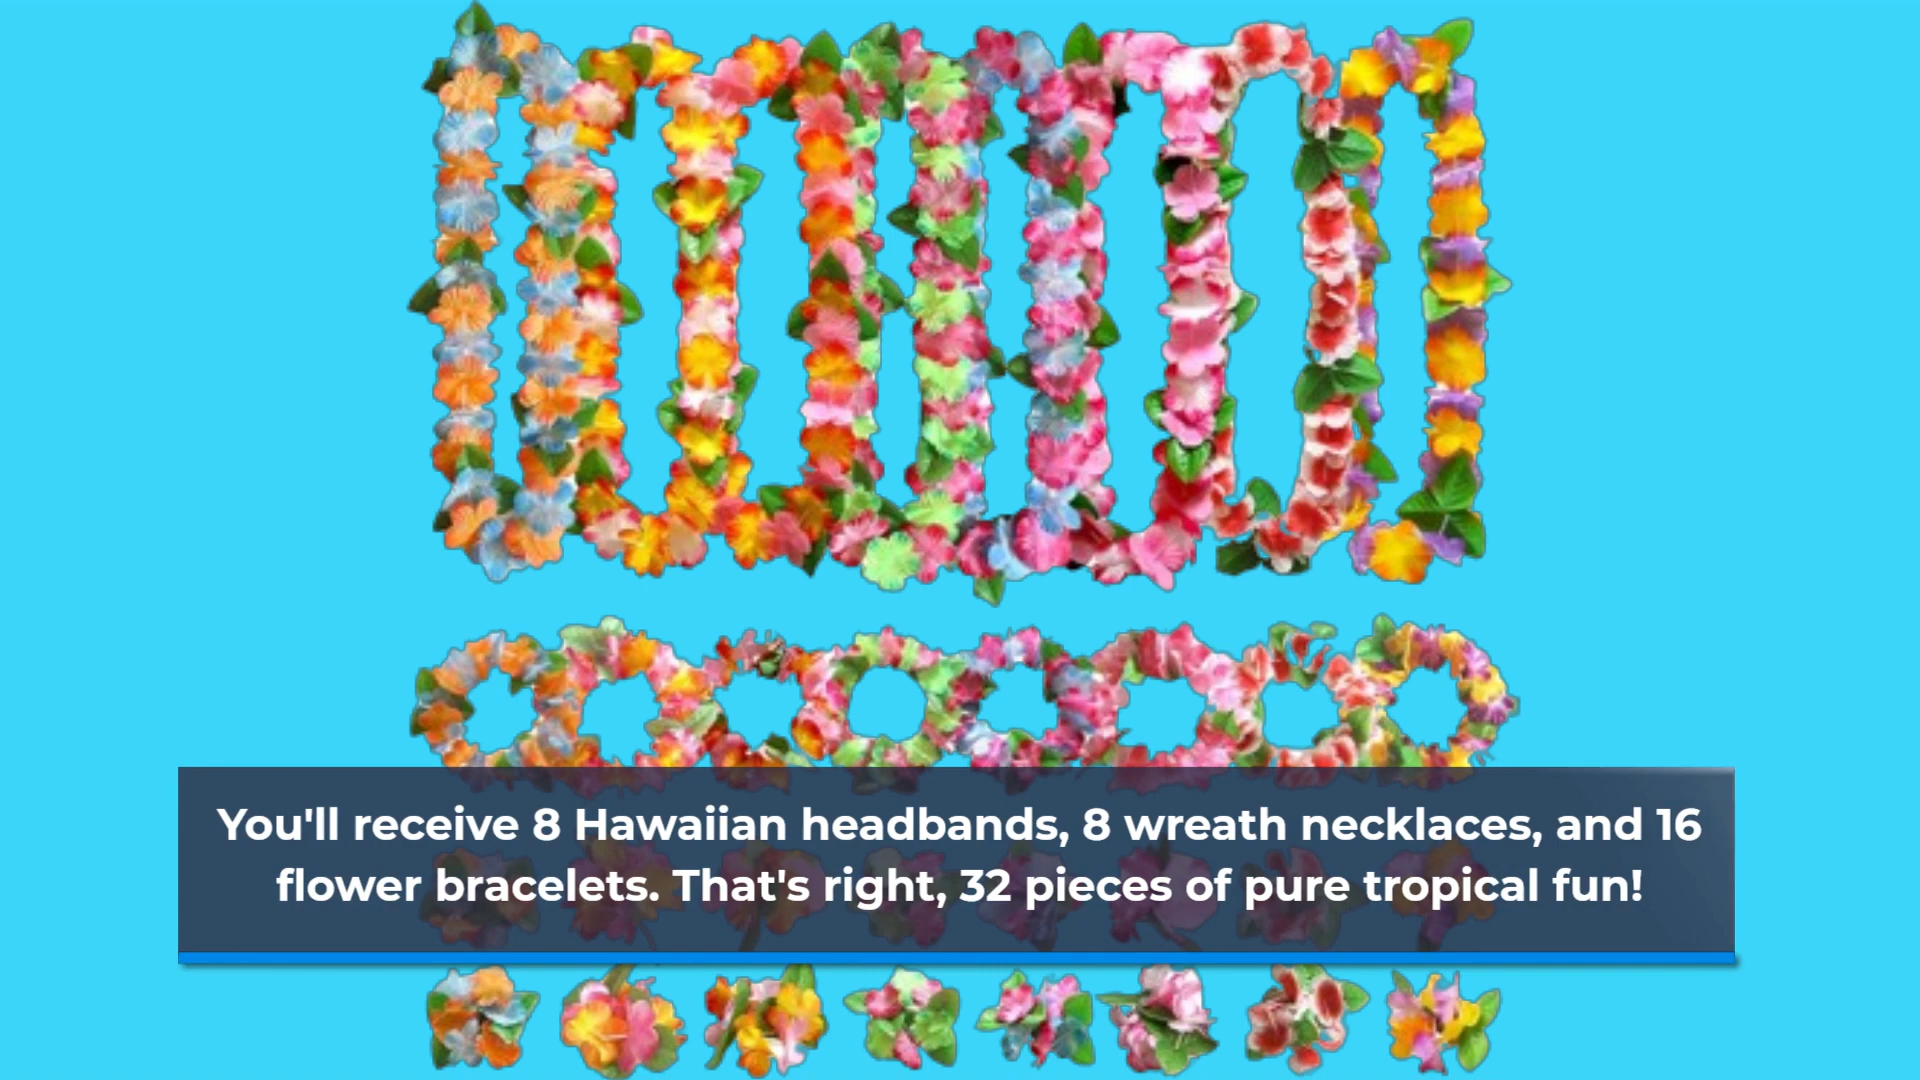 You'll receive 8 Hawaiian headbands, 8 wreath necklaces, and 16
flower bracelets. That's right, 32 pieces of pure tropical fun!